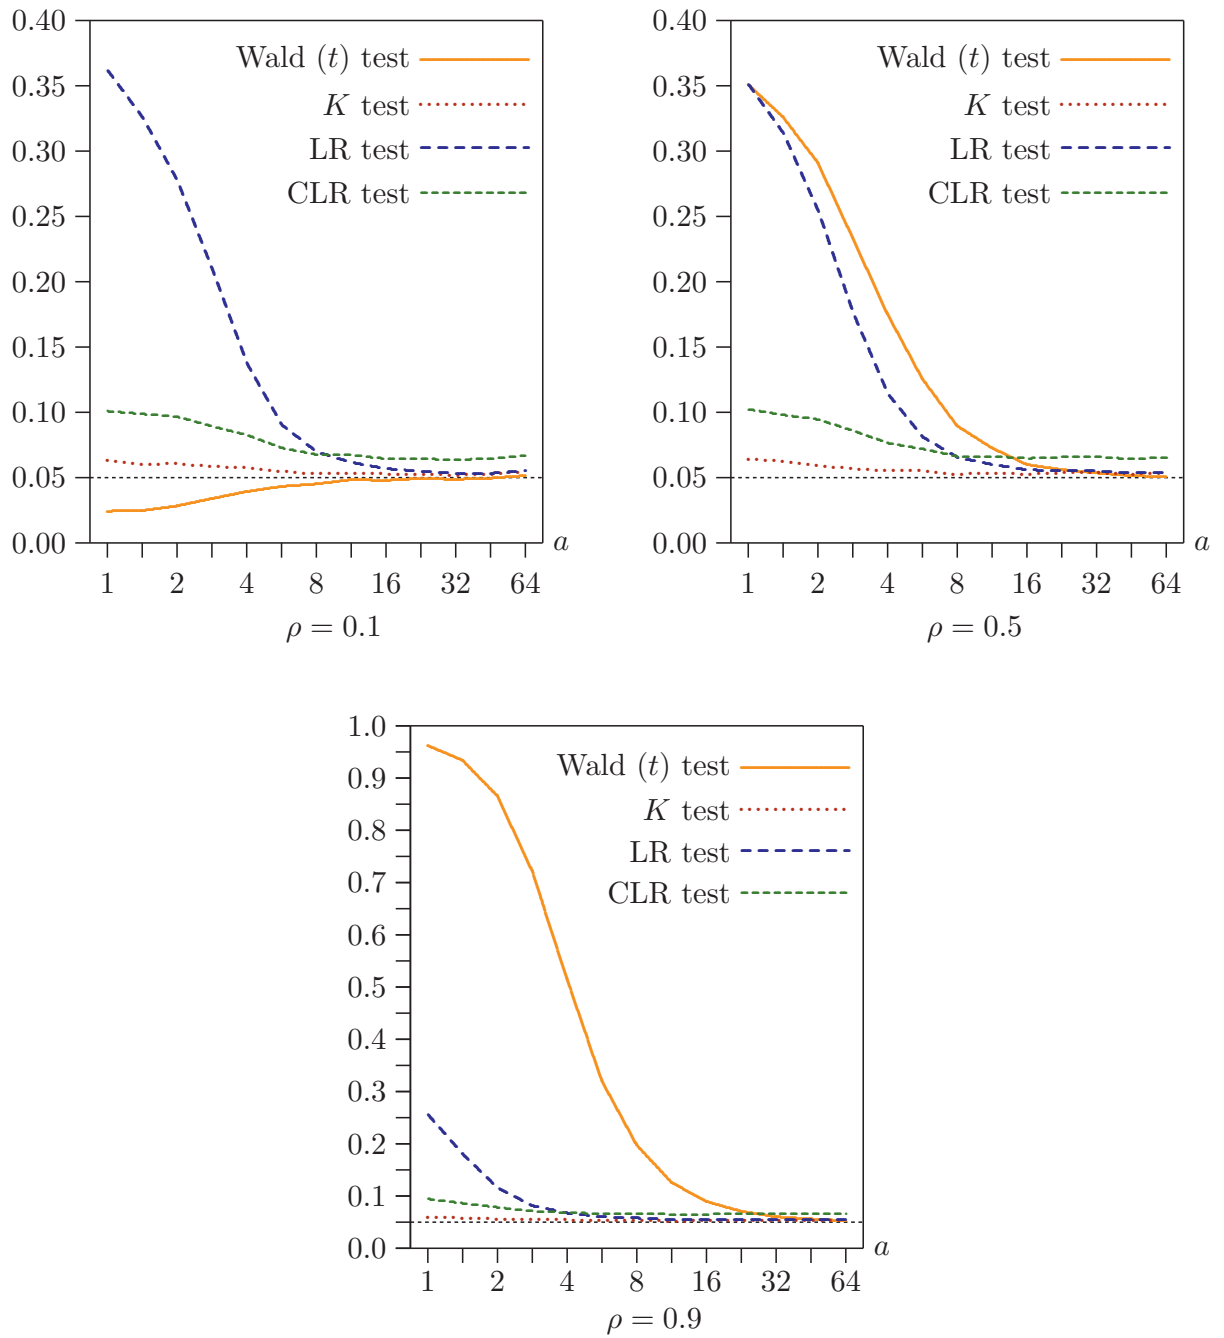 0.40
0.35
0.30
0.25
0.20
0.15
0.10
0.05
0.00
Wald (t) test
K test
LR test
CLR test
1 2 4 8 16 32 64
a
ρ = 0.1
0.40
0.35
0.30
0.25
0.20
0.15
0.10
0.05
0.00
Wald (t) test
K test
LR test
CLR test
1 2 4 8 16 32 64
a
ρ = 0.5
1.0
0.9
0.8
0.7
0.6
0.5
0.4
0.3
0.2
0.1
0.0
Wald (t) test
K test
LR test
CLR test
1 2 4 8 16 32 64
a
ρ = 0.9